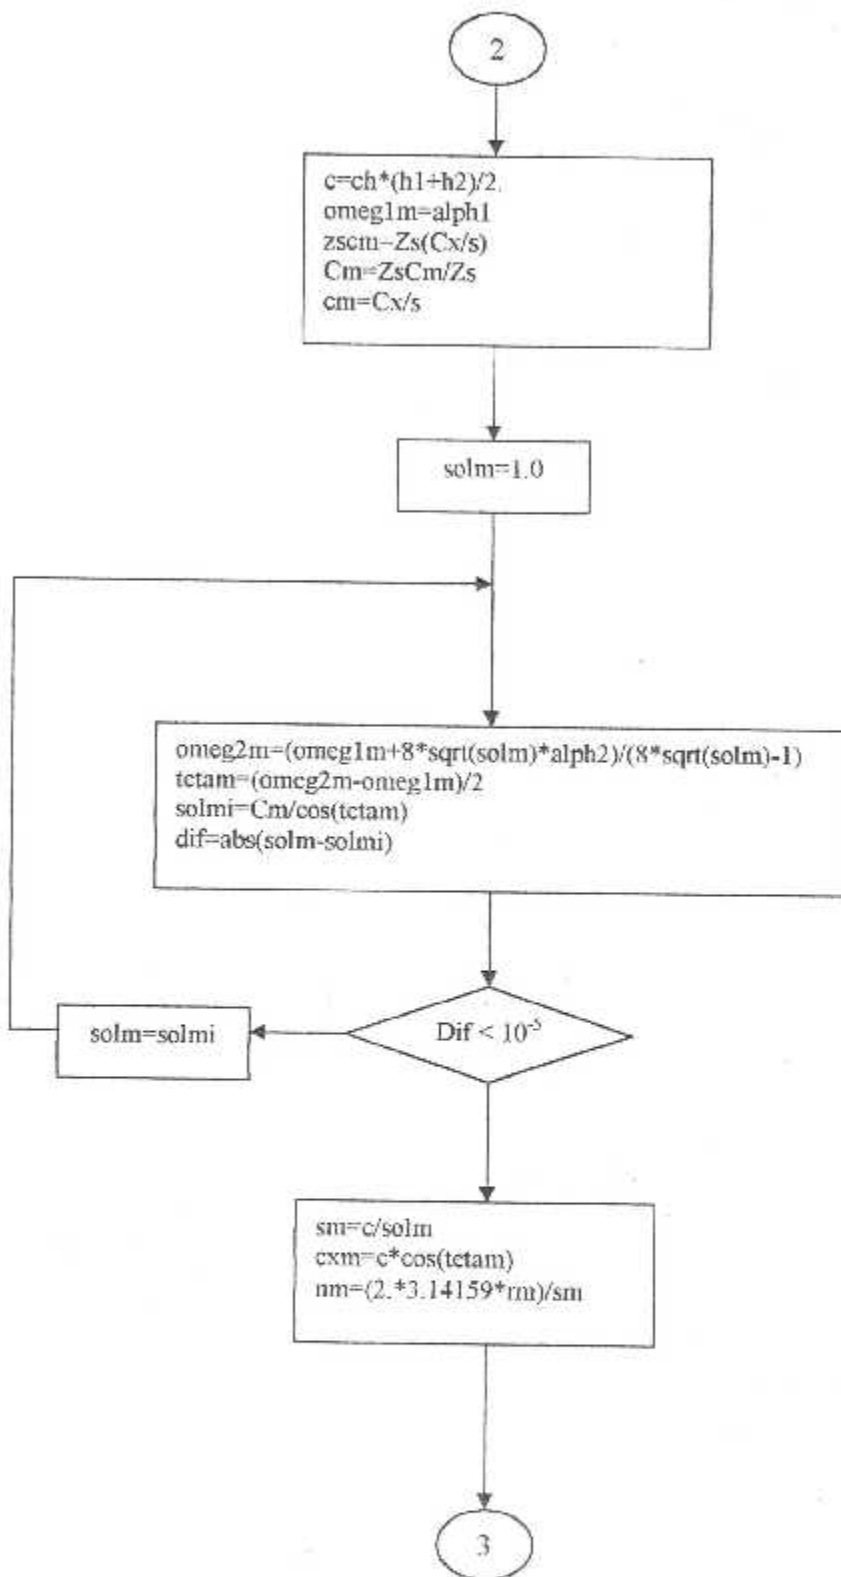 2
c=ch*(h1+h2)/2.
omeg1m=alph1
zscm=Zs(Cx/s)
Cm=ZsCm/Zs
cm=Cx/s
solm=1.0
omeg2m=(omeg1m+8*sqrt(solm)*alph2)/(8*sqrt(solm)-1)
tetam=(omeg2m-omeg1m)/2
solmi=Cm/cos(tetam)
dif=abs(solm-solmi)
solm=solmi
Dif < 10⁻⁵
sm=c/solm
cxm=c*cos(tetam)
nm=(2.*3.14159*rm)/sm
3